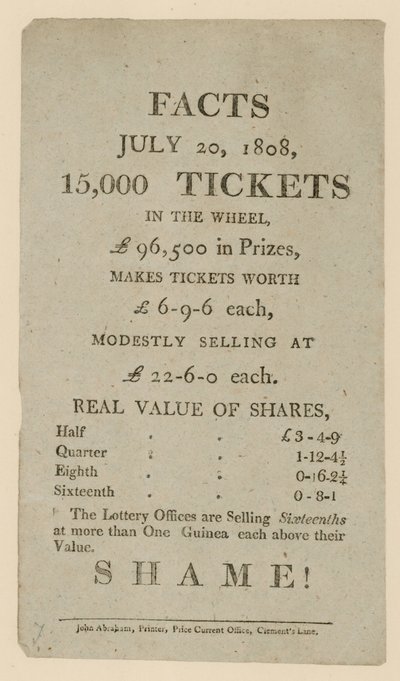 FACTS
JULY 20, 1808,
15,000 TICKETS
IN THE WHEEL,
£ 96,500 in Prizes,
MAKES TICKETS WORTH
£ 6-9-6 each,
MODESTLY SELLING AT
£ 22-6-0 each.
REAL VALUE OF SHARES,
Half . . £3-4-9
Quarter . . 1-12-4½
Eighth . . 0-16-2¼
Sixteenth . . 0-8-1
The Lottery Offices are Selling Sixteenths
at more than One Guinea each above their
Value.
SHAME!
John Abraham, Printer, Price Current Office, Clement's Lane.